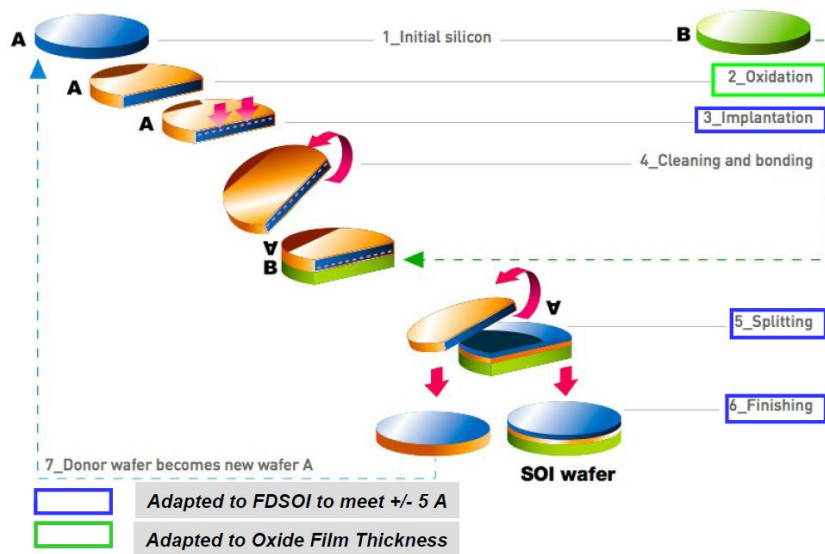 A
1_Initial silicon
B
2_Oxidation
A
3_Implantation
A
4_Cleaning and bonding
A
B
A
5_Splitting
6_Finishing
SOI wafer
7_Donor wafer becomes new wafer A
Adapted to FDSOI to meet +/- 5 A
Adapted to Oxide Film Thickness